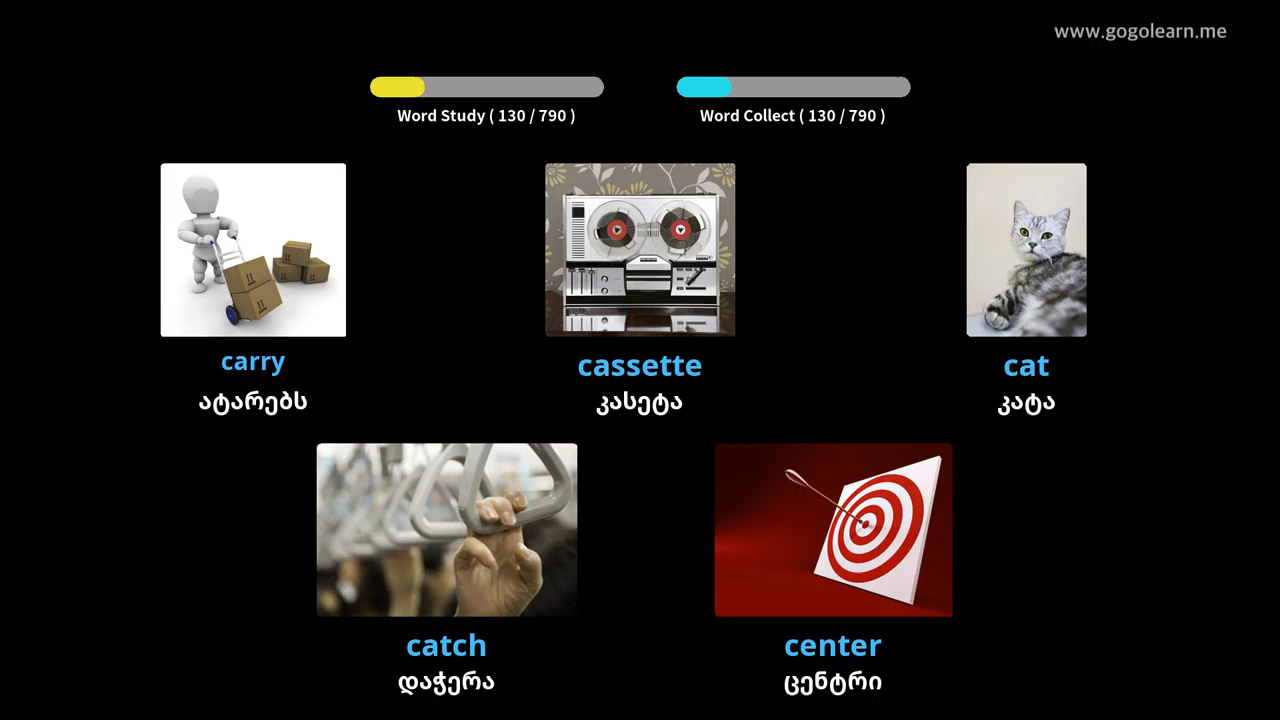 www.gogolearn.me
Word Study ( 130 / 790 )
Word Collect ( 130 / 790 )
carry
ატარებს
cassette
კასეტა
cat
კატა
catch
დაჭერა
center
ცენტრი